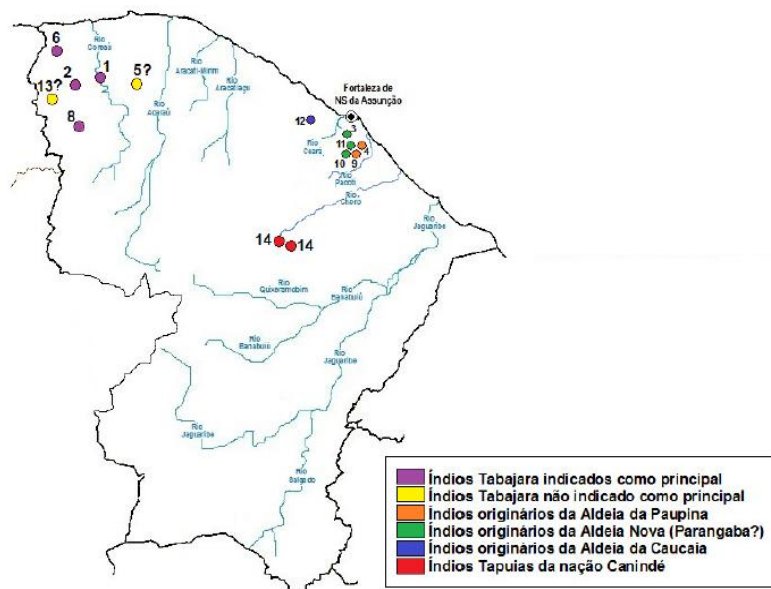 6
Rio
Coreaú
2
1
5?
13?
8
Rio
Acaraú
Rio
Aracati-Mirim
Rio
Aracatiaçu
Fortaleza de
NS da Assunção
12
3
Rio
Ceará
11
4
10
9
Rio
Pacoti
Rio
Choro
14
14
Rio
Jaguaribe
Rio
Quixeramobim
Rio
Banabuiú
Rio
Banabuiú
Rio
Jaguaribe
Rio
Jaguaribe
Rio
Salgado
Índios Tabajara indicados como principal
Índios Tabajara não indicado como principal
Índios originários da Aldeia da Paupina
Índios originários da Aldeia Nova (Parangaba?)
Índios originários da Aldeia da Caucaia
Índios Tapuias da nação Canindé